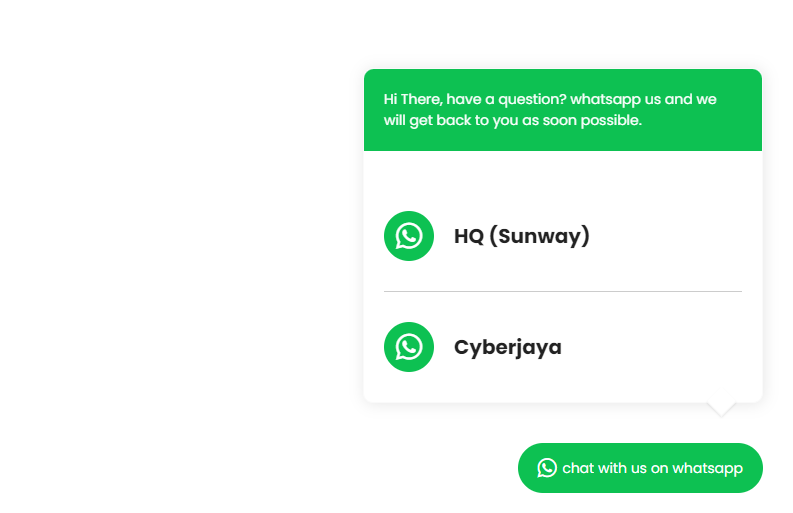 Hi There, have a question? whatsapp us and we
will get back to you as soon possible.
HQ (Sunway)
Cyberjaya
chat with us on whatsapp